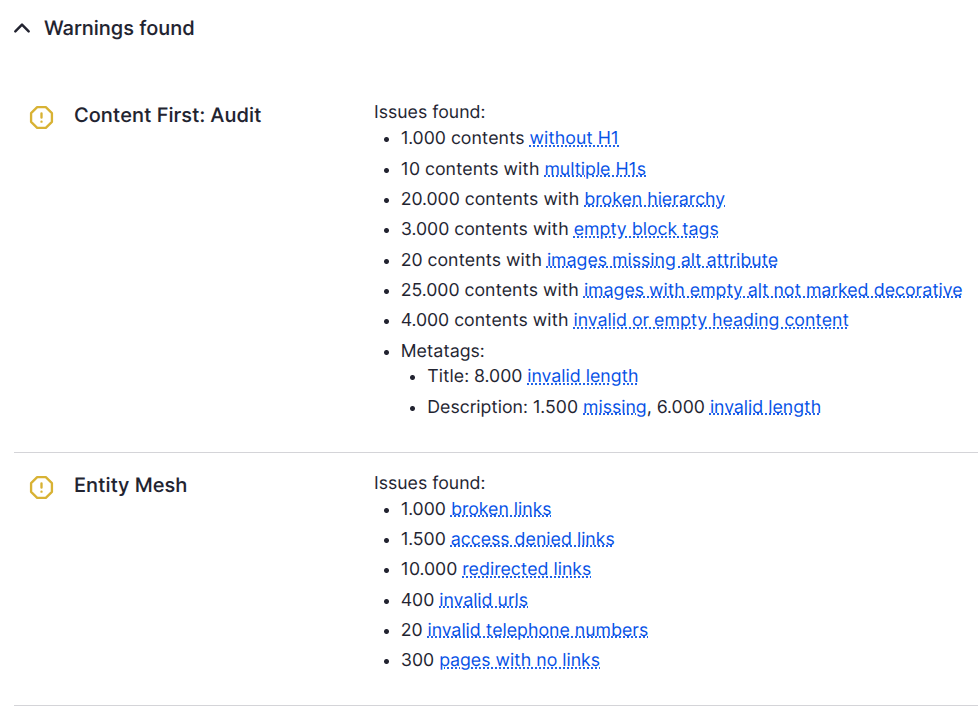 Warnings found
Content First: Audit
Issues found:
1.000 contents without H1
10 contents with multiple H1s
20.000 contents with broken hierarchy
3.000 contents with empty block tags
20 contents with images missing alt attribute
25.000 contents with images with empty alt not marked decorative
4.000 contents with invalid or empty heading content
Metatags:
Title: 8.000 invalid length
Description: 1.500 missing, 6.000 invalid length
Entity Mesh
Issues found:
1.000 broken links
1.500 access denied links
10.000 redirected links
400 invalid urls
20 invalid telephone numbers
300 pages with no links